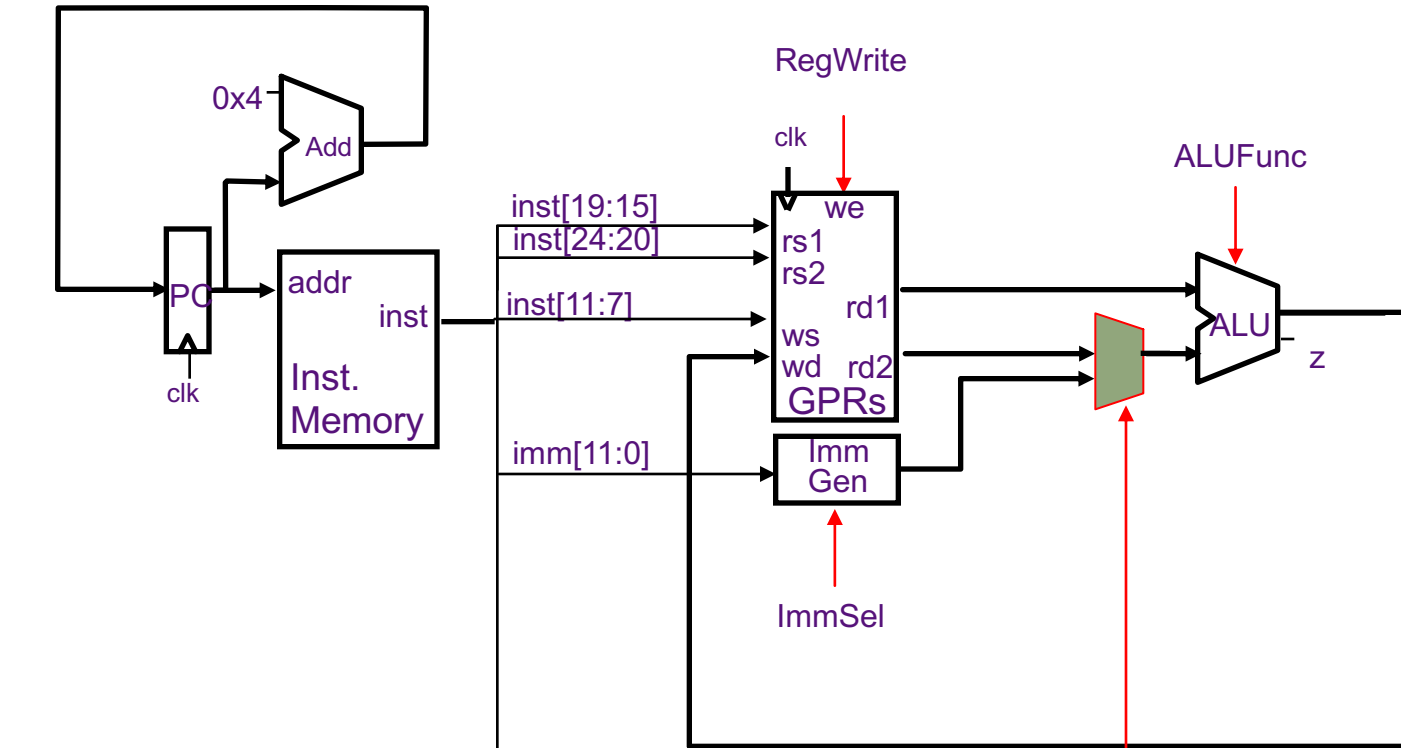 RegWrite
0x4
Add
clk
ALUFunc
inst[19:15]
we
inst[24:20]
rs1
rs2
PC
addr
inst
inst[11:7]
rd1
ws
ALU
wd
rd2
z
clk
Inst.
Memory
GPRs
imm[11:0]
Imm
Gen
ImmSel